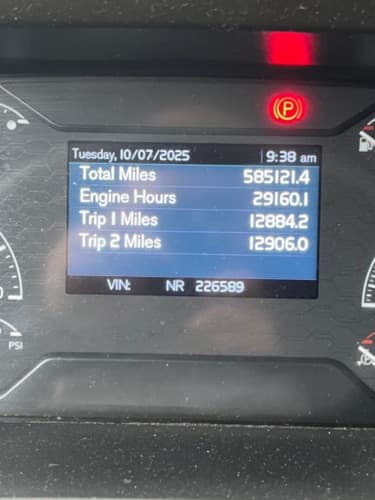 P
Tuesday, 10/07/2025 9:38 am
Total Miles 585121.4
Engine Hours 29160.1
Trip 1 Miles 12884.2
Trip 2 Miles 12906.0
VIN: NR 226589
PSI